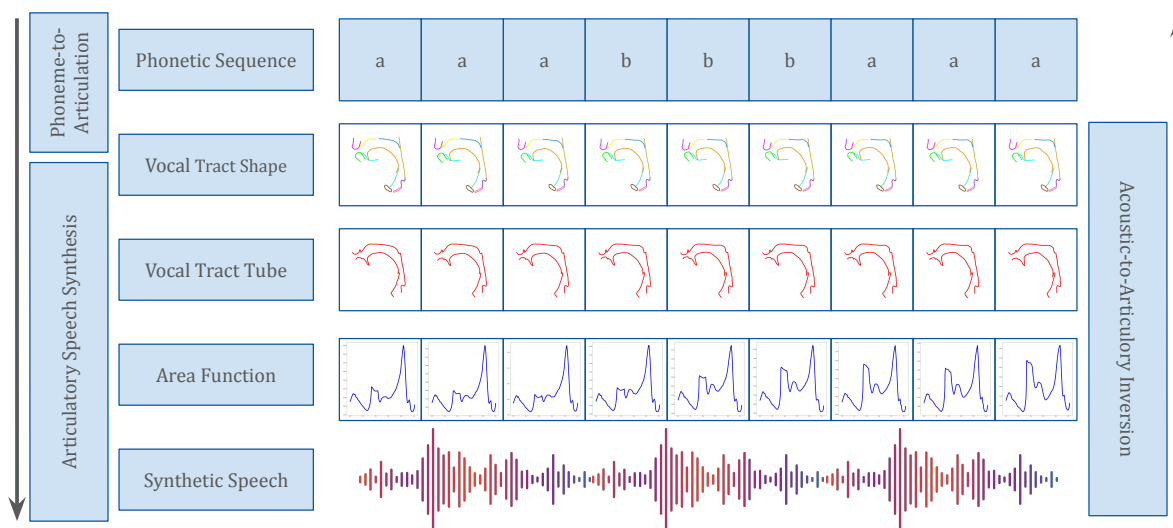 Phoneme-to-
Articulation
Phonetic Sequence
a a a b b b a a a
Vocal Tract Shape
Articulatory Speech Synthesis
Vocal Tract Tube
Acoustic-to-Articulory Inversion
Area Function
Synthetic Speech